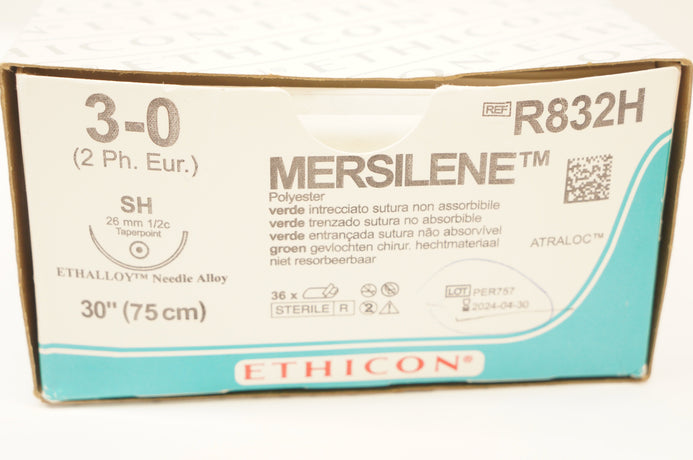 ETHICON
3-0
(2 Ph. Eur.)
SH
26 mm 1/2c
Taperpoint
ETHALLOY™ Needle Alloy
30" (75 cm)
REF R832H
MERSILENE™
Polyester
verde intrecciato sutura non assorbibile
verde trenzado sutura no absorbible
verde entrançada sutura não absorvível
groen gevlochten chirur. hechtmateriaal
niet resorbeerbaar
ATRALOC™
36 x
STERILE R
2
LOT PER757
2024-04-30
ETHICON®